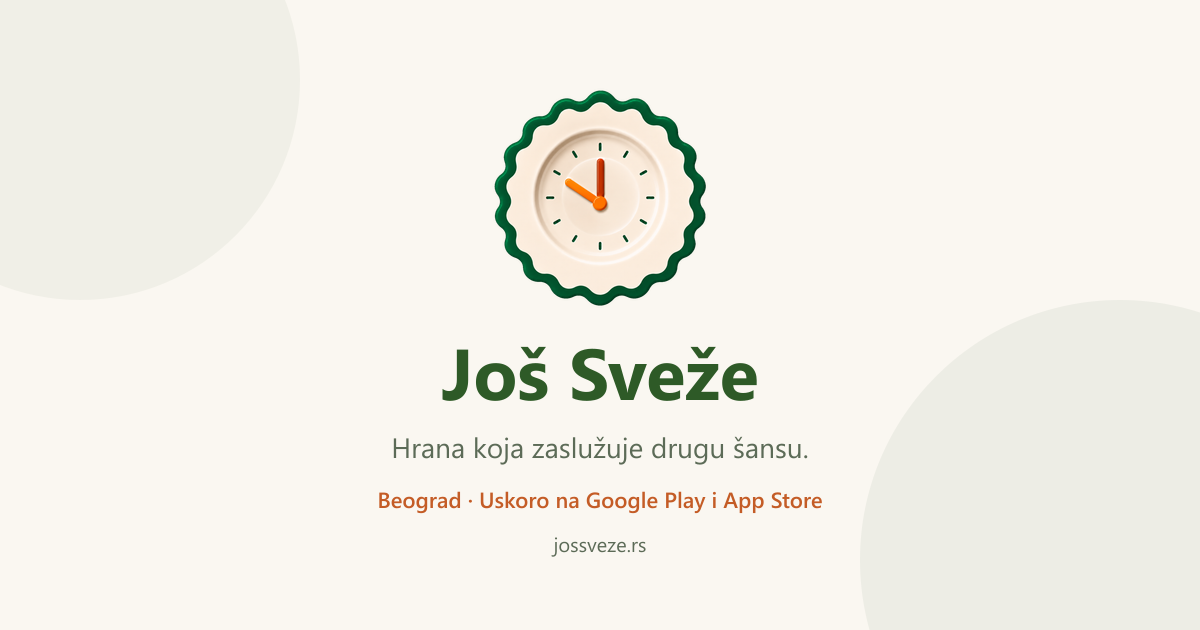 Još Sveže
Hrana koja zaslužuje drugu šansu.
Beograd · Uskoro na Google Play i App Store
jossveze.rs